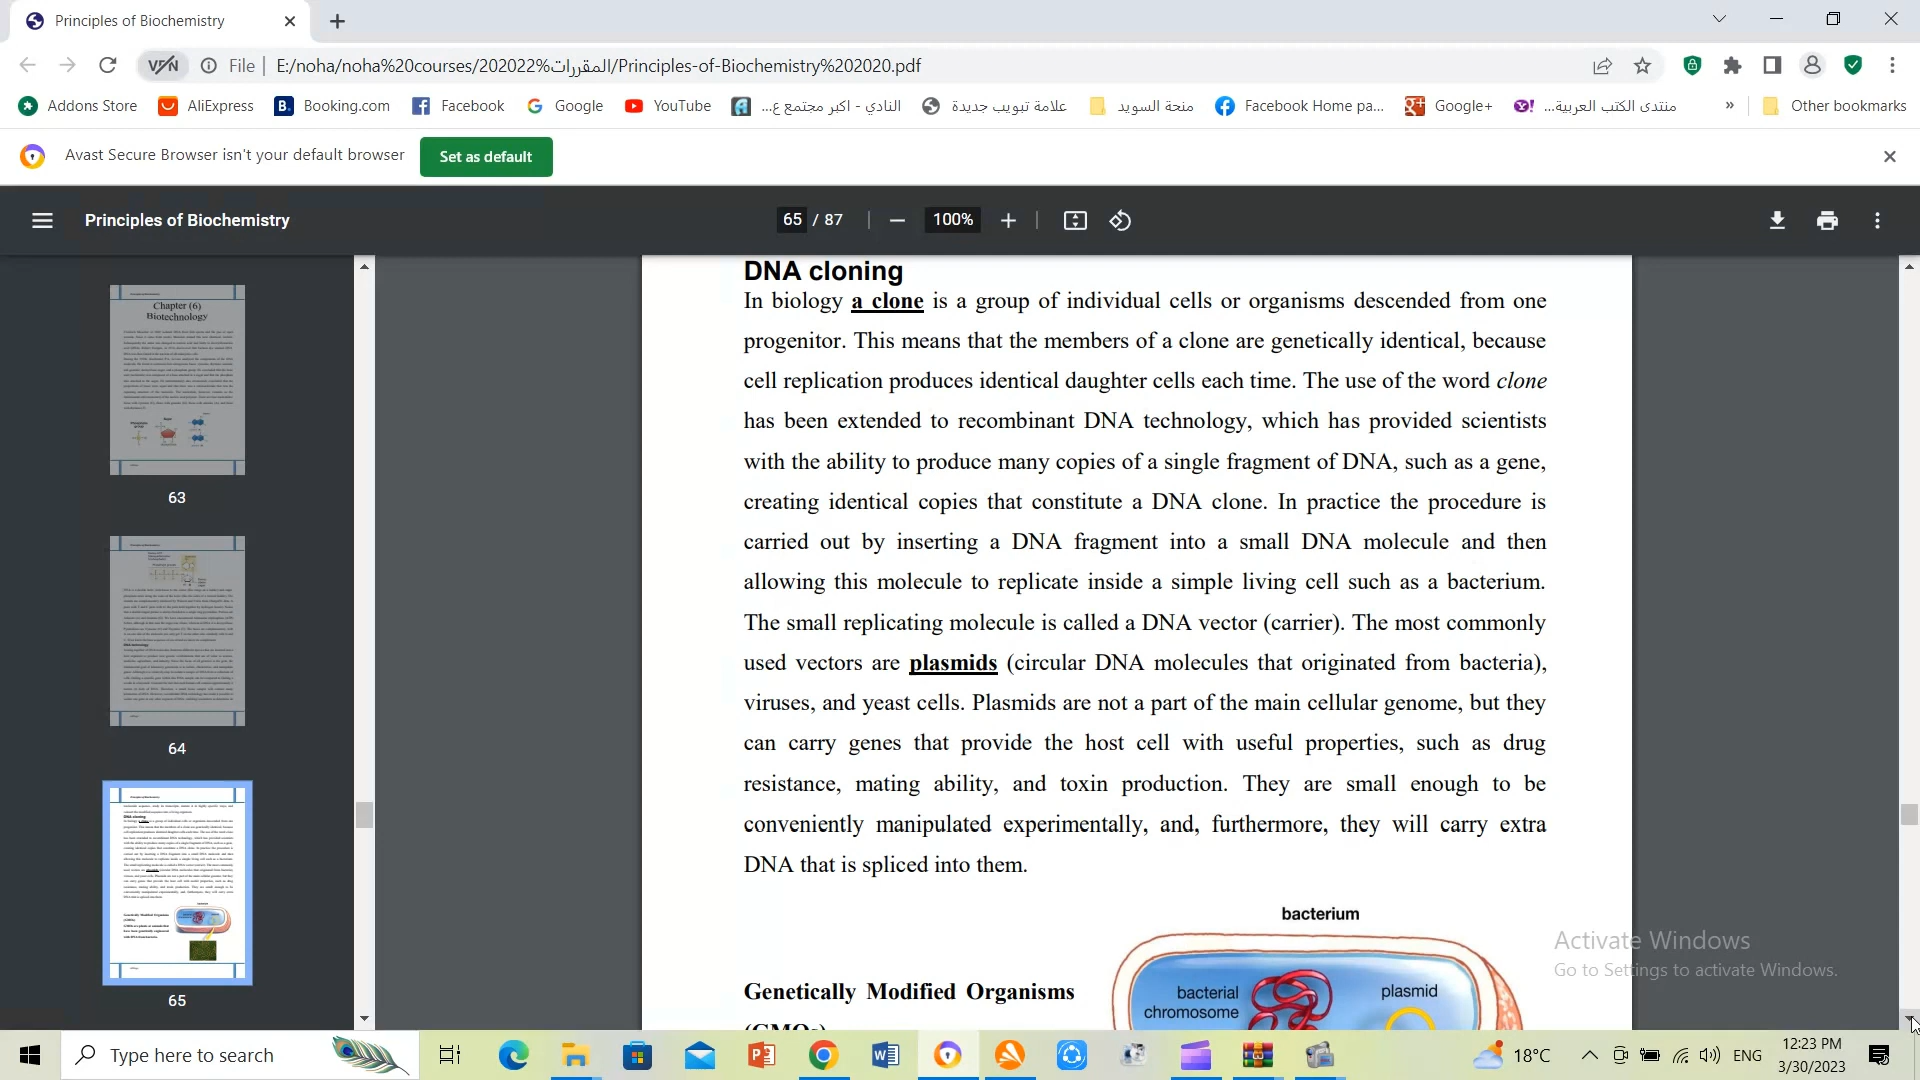 Principles of Biochemistry
File
E:/noha/noha%20courses/202022%المقررات/Principles-of-Biochemistry%202020.pdf
Addons Store
AliExpress
Booking.com
Facebook
Google
YouTube
النادي - اكبر مجتمع ع...
علامة تبويب جديدة
منحة السويد
Facebook Home pa...
Google+
منتدى الكتب العربية...
»
Other bookmarks
Avast Secure Browser isn't your default browser
Set as default
Principles of Biochemistry
65 / 87
100%
Chapter (6)
Biotechnology
63
64
65
DNA cloning
In biology a clone is a group of individual cells or organisms descended from one
progenitor. This means that the members of a clone are genetically identical, because
cell replication produces identical daughter cells each time. The use of the word clone
has been extended to recombinant DNA technology, which has provided scientists
with the ability to produce many copies of a single fragment of DNA, such as a gene,
creating identical copies that constitute a DNA clone. In practice the procedure is
carried out by inserting a DNA fragment into a small DNA molecule and then
allowing this molecule to replicate inside a simple living cell such as a bacterium.
The small replicating molecule is called a DNA vector (carrier). The most commonly
used vectors are plasmids (circular DNA molecules that originated from bacteria),
viruses, and yeast cells. Plasmids are not a part of the main cellular genome, but they
can carry genes that provide the host cell with useful properties, such as drug
resistance, mating ability, and toxin production. They are small enough to be
conveniently manipulated experimentally, and, furthermore, they will carry extra
DNA that is spliced into them.
bacterium
Genetically Modified Organisms
(GMOs)
bacterial
chromosome
plasmid
Activate Windows
Go to Settings to activate Windows.
Type here to search
18°C
ENG
12:23 PM
3/30/2023